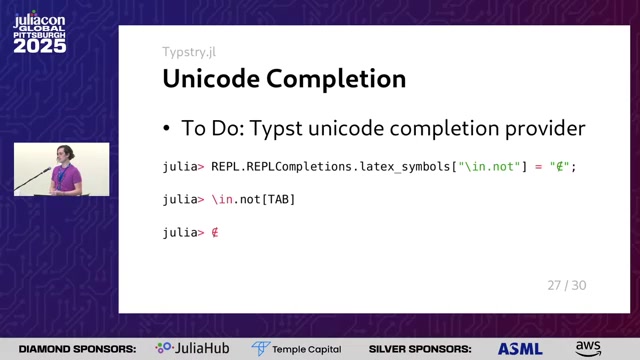 juliacon
GLOBAL
PITTSBURGH
2025
Typstry.jl
Unicode Completion
• To Do: Typst unicode completion provider
julia> REPL.REPLCompletions.latex_symbols["\in.not"] = "∉";
julia> \in.not[TAB]
julia> ∉
27 / 30
DIAMOND SPONSORS: JuliaHub Temple Capital SILVER SPONSORS: ASML aws